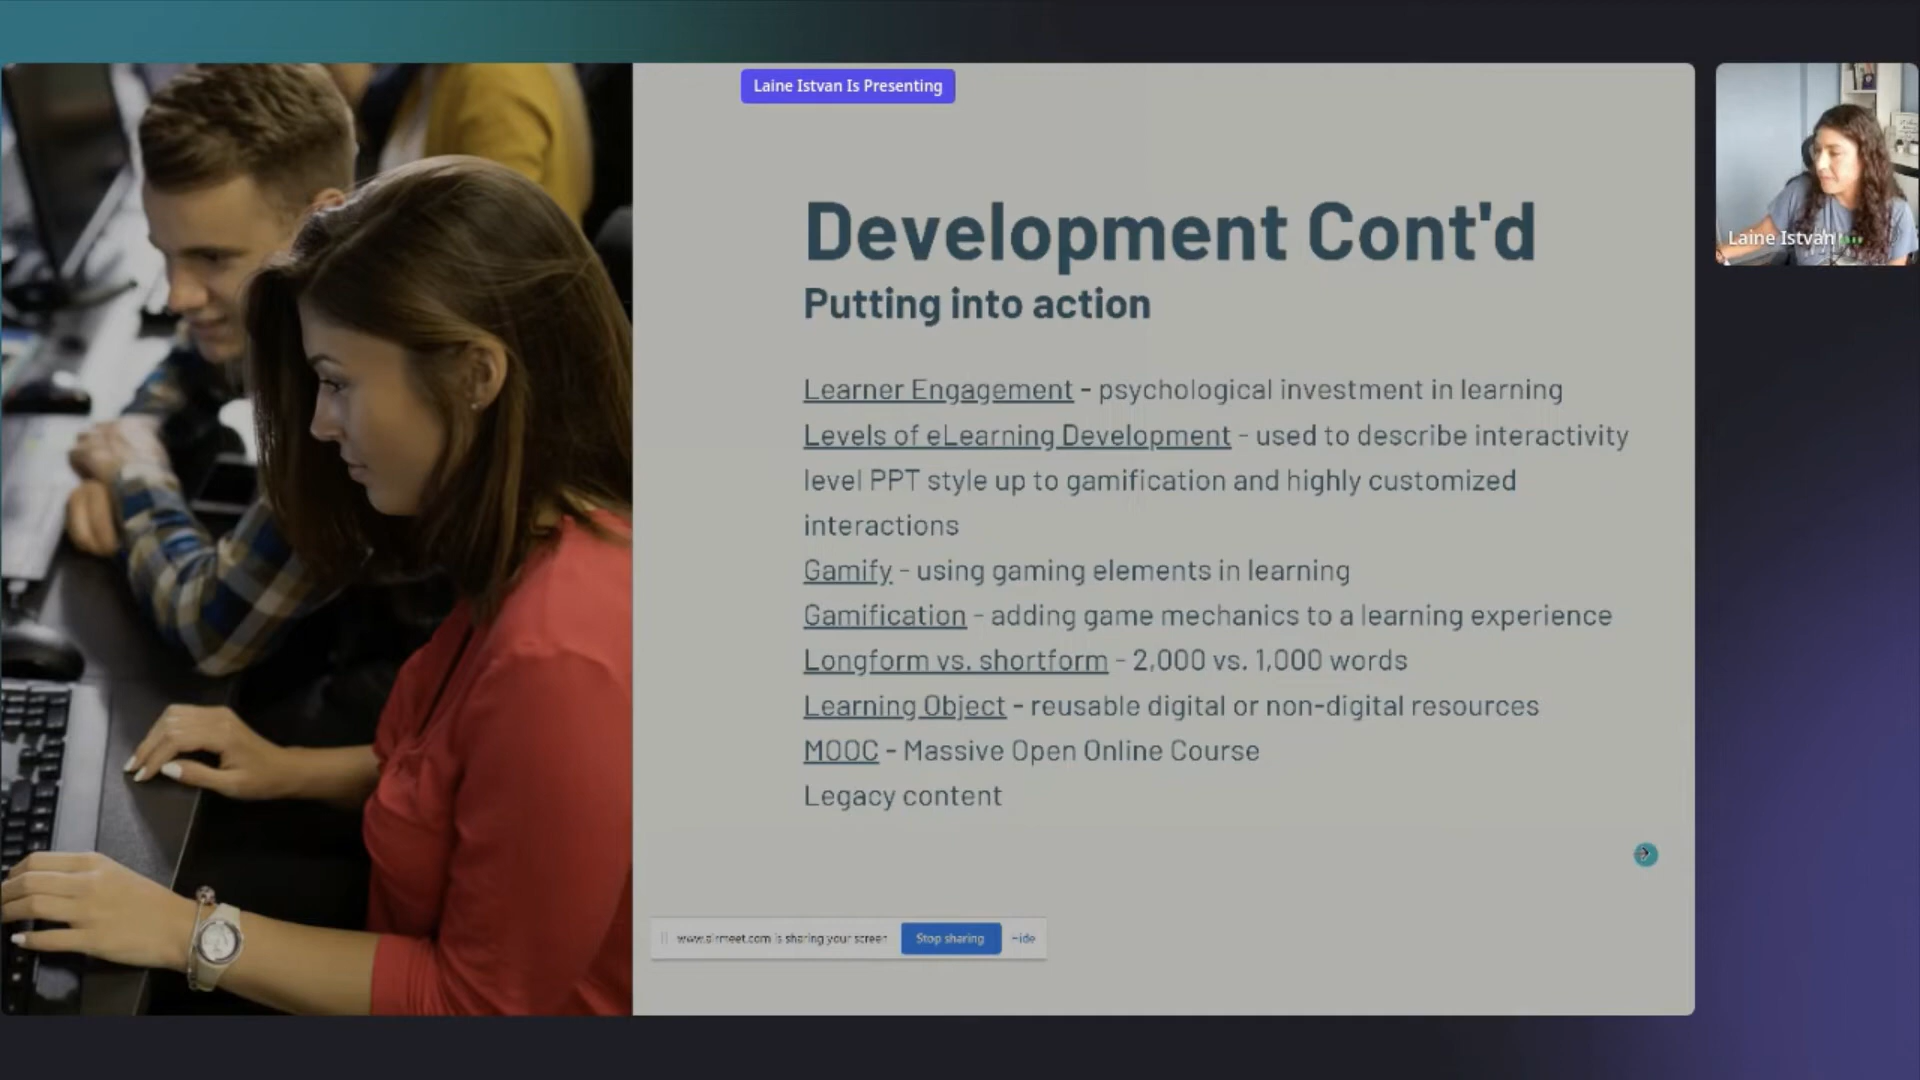 Laine Istvan Is Presenting
Development Cont'd
Putting into action
Learner Engagement - psychological investment in learning
Levels of eLearning Development - used to describe interactivity
level PPT style up to gamification and highly customized
interactions
Gamify - using gaming elements in learning
Gamification - adding game mechanics to a learning experience
Longform vs. shortform - 2,000 vs. 1,000 words
Learning Object - reusable digital or non-digital resources
MOOC - Massive Open Online Course
Legacy content
www.airmeet.com is sharing your screen
Stop sharing
Hide
Laine Istvan